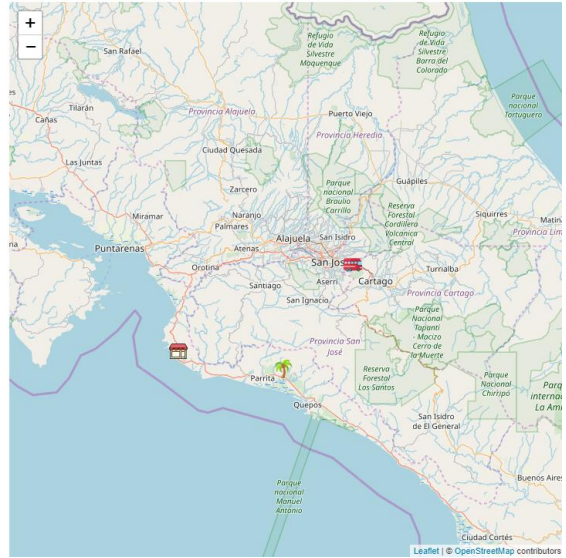 +
−
San Rafael
Refugio
de Vida
Silvestre
Maquenque
Refugio
de Vida
Silvestre
Barra del
Colorado
Parque
nacional
Tortuguero
Tilarán
Cañas
Provincia Alajuela
Puerto Viejo
Provincia Heredia
Las Juntas
Ciudad Quesada
Zarcero
Parque
nacional
Braulio
Carrillo
Guápiles
Miramar
Naranjo
Palmares
Reserva
Forestal
Cordillera
Volcánica
Central
Siquirres
Puntarenas
Atenas
Alajuela
San Isidro
Orotina
San Jos
Turrialba
Santiago
Aserrí
Cartago
San Ignacio
Provincia Cartago
Provincia San
José
Parque
Nacional
Tapantí
Macizo
Cerro de
la Muerte
Parrita
Reserva
Forestal
Los Santos
Parque
Nacional
Chirripó
Quepos
San Isidro
de El General
Parque
nacional
Manuel
Antonio
Buenos Aires
Ciudad Cortés
Leaflet | © OpenStreetMap contributors